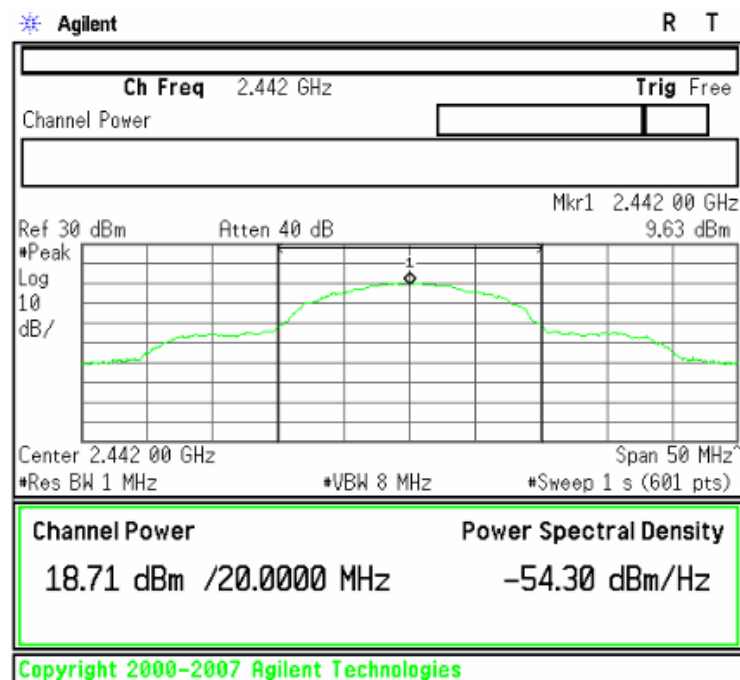 Agilent R T
Ch Freq 2.442 GHz Trig Free
Channel Power
Mkr1 2.442 00 GHz
Ref 30 dBm Atten 40 dB 9.63 dBm
#Peak
Log
10
dB/
1
Center 2.442 00 GHz Span 50 MHz^
#Res BW 1 MHz #VBW 8 MHz #Sweep 1 s (601 pts)
Channel Power Power Spectral Density
18.71 dBm /20.0000 MHz -54.30 dBm/Hz
Copyright 2000-2007 Agilent Technologies